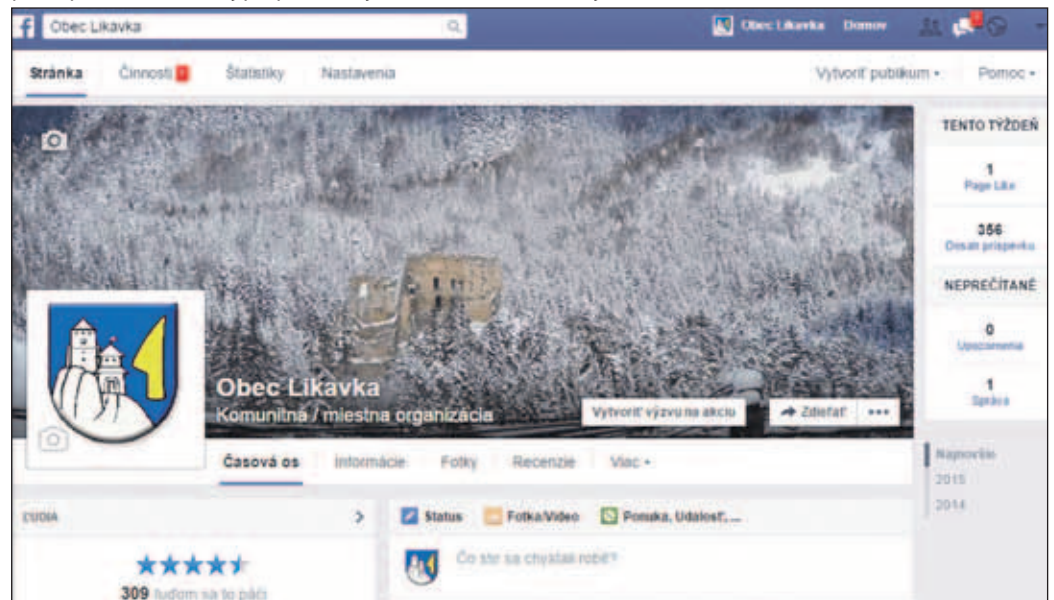 Obec Likavka
Obec Likavka Domov
Stránka Činnosti Štatistiky Nastavenia Vytvoriť publikum Pomoc
TENTO TÝŽDEŇ
1
Page Like
356
Dosah príspevku
NEPREČÍTANÉ
0
Upozornenia
1
Správa
Obec Likavka
Komunitná / miestna organizácia
Vytvoriť výzvu na akciu Zdieľať
Časová os Informácie Fotky Recenzie Viac
Najnovšie
2015
2014
ĽUDIA
Status Fotka/Video Ponuka, Udalosť, ...
Čo ste sa chystáte robiť?
309 ľuďom sa to páči